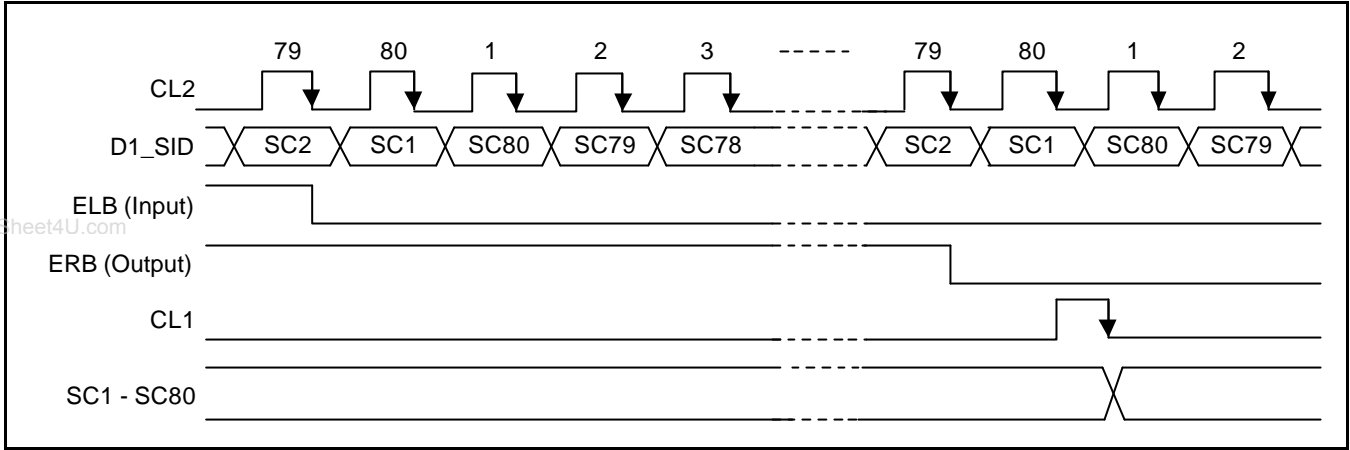 79 80 1 2 3 79 80 1 2
CL2
D1_SID SC2 SC1 SC80 SC79 SC78 SC2 SC1 SC80 SC79
ELB (Input)
heet4U.com
ERB (Output)
CL1
SC1 - SC80